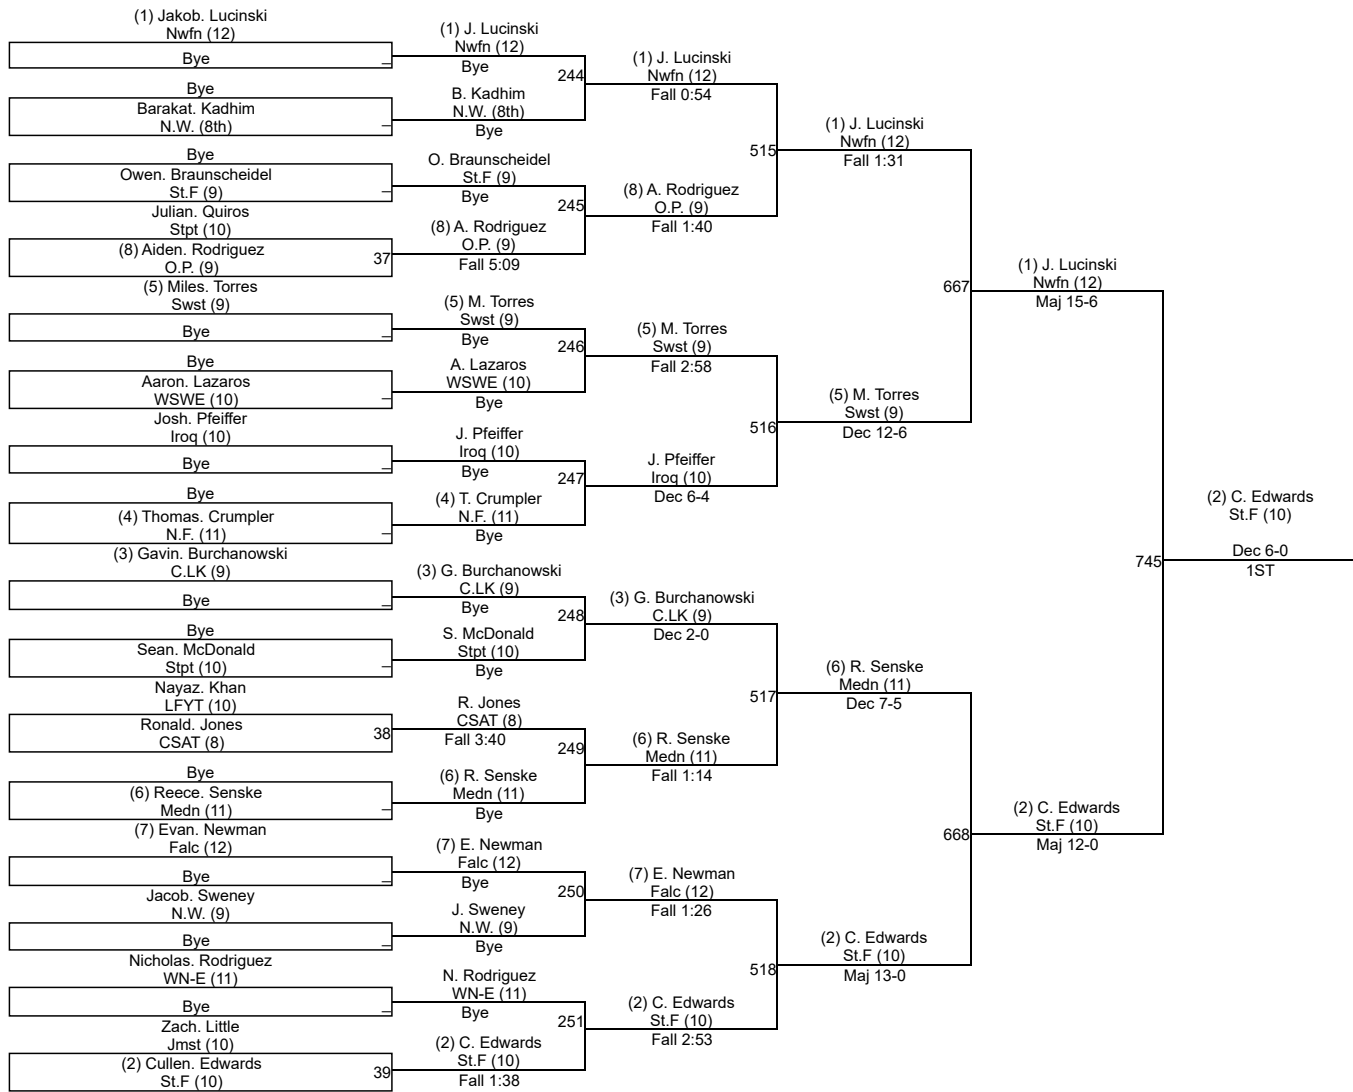 (1) Jakob. Lucinski
Nwfn (12)
Bye
_
Bye
Barakat. Kadhim
N.W. (8th)
_
Bye
Owen. Braunscheidel
St.F (9)
_
Julian. Quiros
Stpt (10)
(8) Aiden. Rodriguez
O.P. (9)
37
(5) Miles. Torres
Swst (9)
Bye
_
Bye
Aaron. Lazaros
WSWE (10)
_
Josh. Pfeiffer
Iroq (10)
Bye
_
Bye
(4) Thomas. Crumpler
N.F. (11)
_
(3) Gavin. Burchanowski
C.LK (9)
Bye
_
Bye
Sean. McDonald
Stpt (10)
_
Nayaz. Khan
LFYT (10)
Ronald. Jones
CSAT (8)
38
Bye
(6) Reece. Senske
Medn (11)
_
(7) Evan. Newman
Falc (12)
Bye
_
Jacob. Sweney
N.W. (9)
Bye
_
Nicholas. Rodriguez
WN-E (11)
Bye
_
Zach. Little
Jmst (10)
(2) Cullen. Edwards
St.F (10)
39
(1) J. Lucinski
Nwfn (12)
Bye
244
B. Kadhim
N.W. (8th)
Bye
O. Braunscheidel
St.F (9)
Bye
245
(8) A. Rodriguez
O.P. (9)
Fall 5:09
(5) M. Torres
Swst (9)
Bye
246
A. Lazaros
WSWE (10)
Bye
J. Pfeiffer
Iroq (10)
Bye
247
(4) T. Crumpler
N.F. (11)
Bye
(3) G. Burchanowski
C.LK (9)
Bye
248
S. McDonald
Stpt (10)
Bye
R. Jones
CSAT (8)
Fall 3:40
249
(6) R. Senske
Medn (11)
Bye
(7) E. Newman
Falc (12)
Bye
250
J. Sweney
N.W. (9)
Bye
N. Rodriguez
WN-E (11)
Bye
251
(2) C. Edwards
St.F (10)
Fall 1:38
(1) J. Lucinski
Nwfn (12)
Fall 0:54
515
(8) A. Rodriguez
O.P. (9)
Fall 1:40
(5) M. Torres
Swst (9)
Fall 2:58
516
J. Pfeiffer
Iroq (10)
Dec 6-4
(3) G. Burchanowski
C.LK (9)
Dec 2-0
517
(6) R. Senske
Medn (11)
Fall 1:14
(7) E. Newman
Falc (12)
Fall 1:26
518
(2) C. Edwards
St.F (10)
Fall 2:53
(1) J. Lucinski
Nwfn (12)
Fall 1:31
667
(5) M. Torres
Swst (9)
Dec 12-6
(6) R. Senske
Medn (11)
Dec 7-5
668
(2) C. Edwards
St.F (10)
Maj 13-0
(1) J. Lucinski
Nwfn (12)
Maj 15-6
745
(2) C. Edwards
St.F (10)
Maj 12-0
(2) C. Edwards
St.F (10)
Dec 6-0
1ST